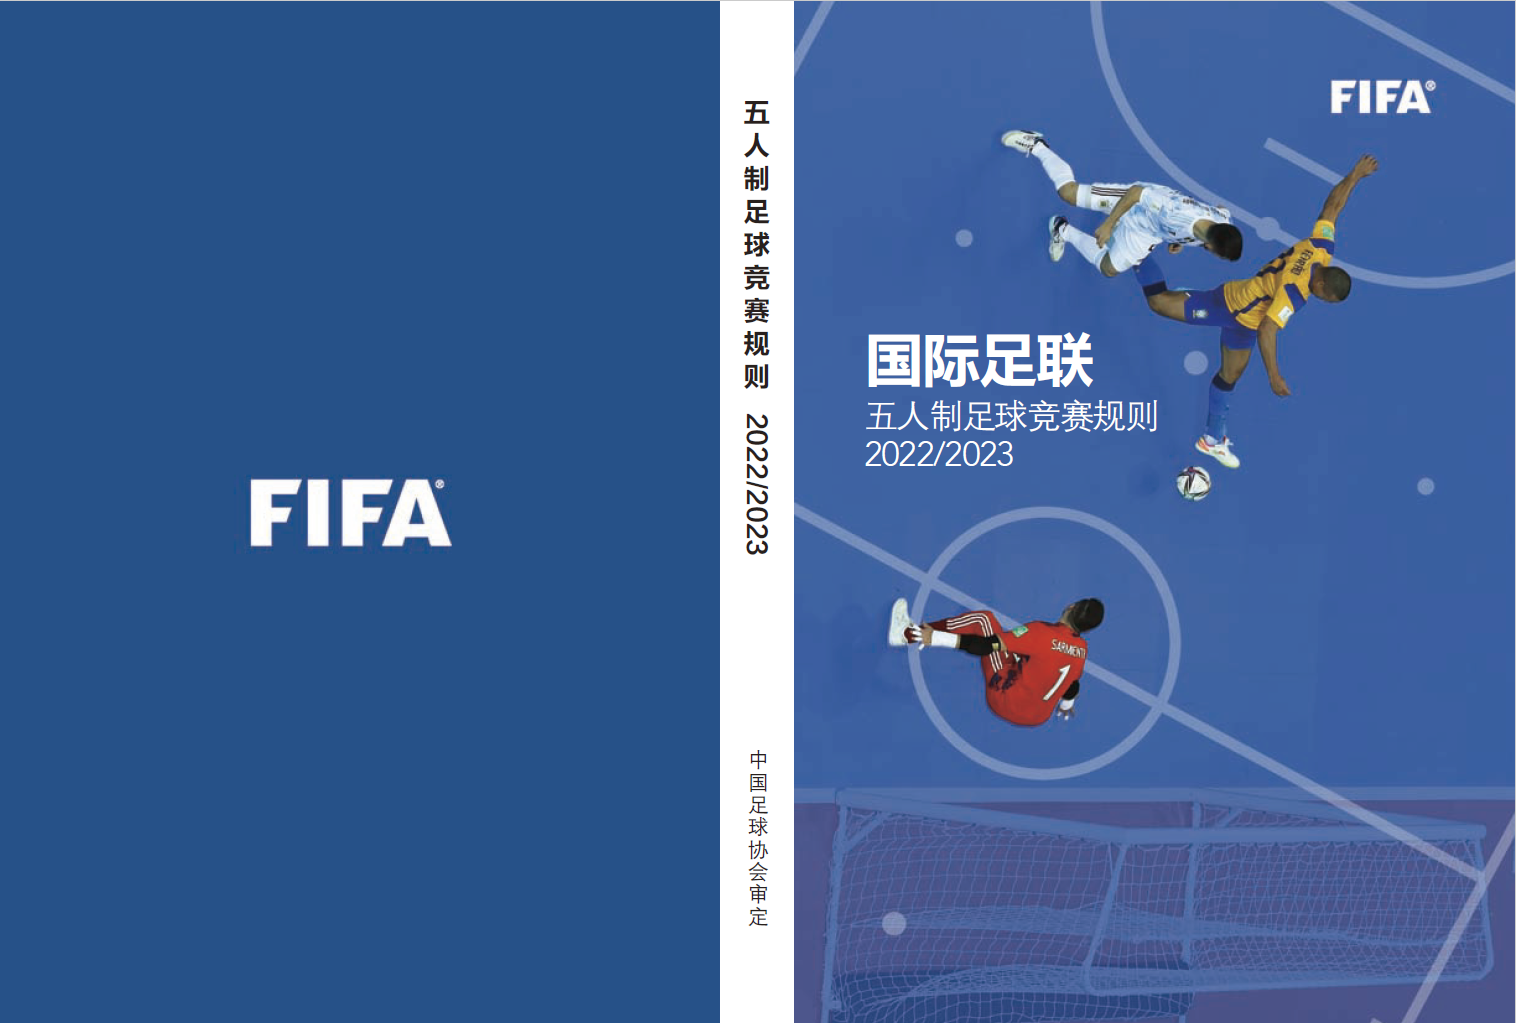 FIFA®
五人制足球竞赛规则 2022/2023
中国足球协会审定
FIFA®
国际足联
五人制足球竞赛规则
2022/2023
SARMIENTO
1